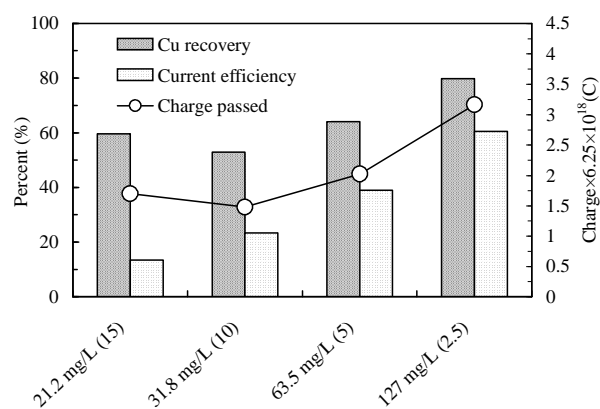 100
80
60
40
20
0
Percent (%)
Cu recovery
Current efficiency
Charge passed
4.5
4
3.5
3
2.5
2
1.5
1
0.5
0
Charge×6.25×10¹⁸(C)
21.2 mg/L (15)
31.8 mg/L (10)
63.5 mg/L (5)
127 mg/L (2.5)